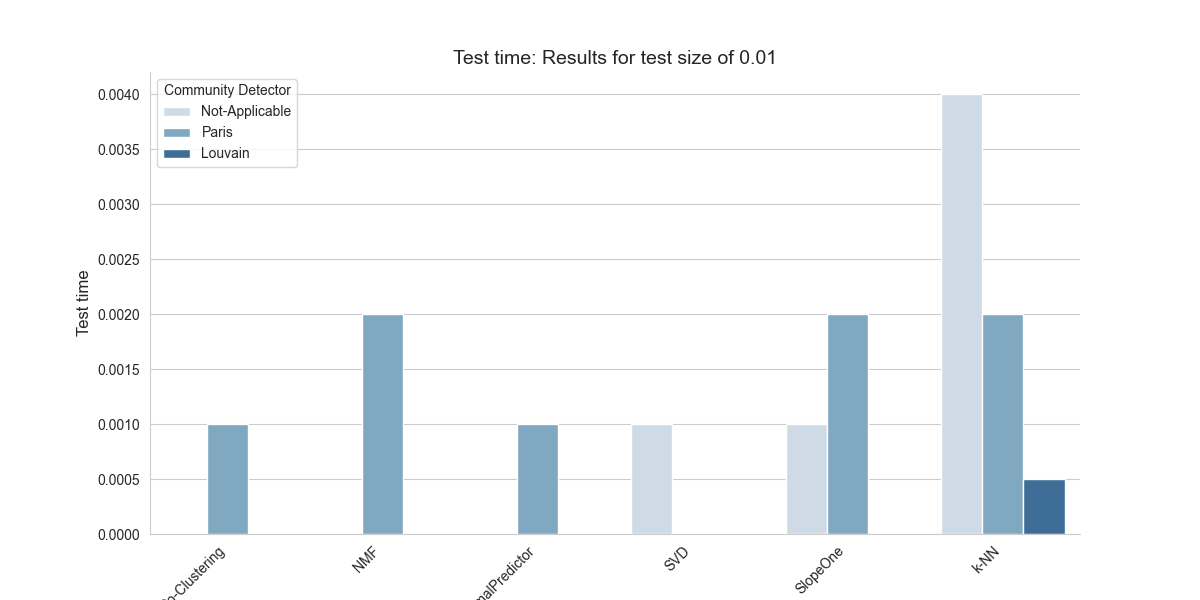 Test time: Results for test size of 0.01
Community Detector
Not-Applicable
Paris
Louvain
0.0040
0.0035
0.0030
0.0025
0.0020
0.0015
0.0010
0.0005
0.0000
Test time
o-Clustering
NMF
malPredictor
SVD
SlopeOne
k-NN